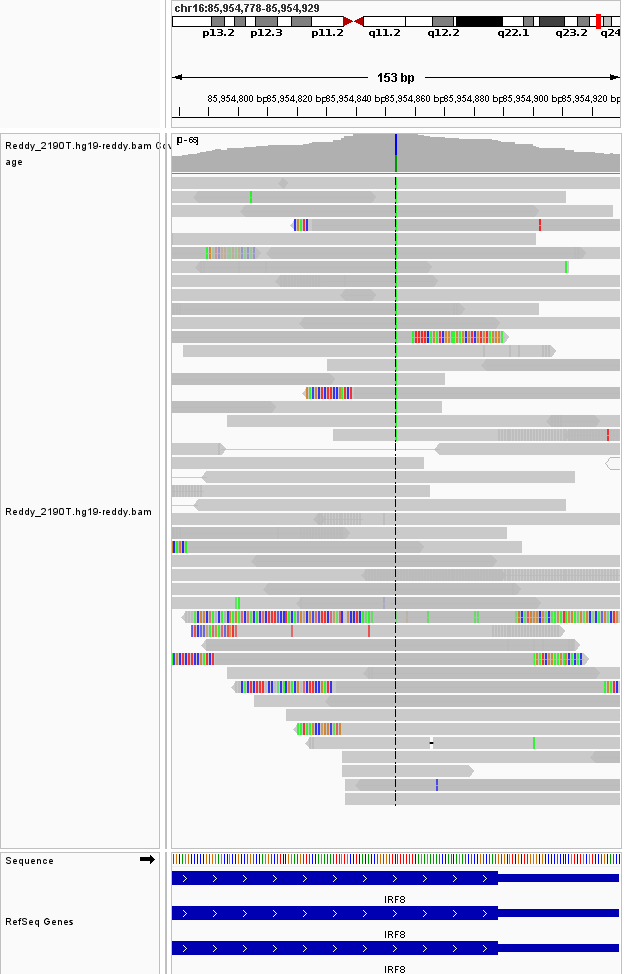 chr16:85,954,778-85,954,929
p13.2 p12.3 p11.2 q11.2 q12.2 q22.1 q23.2 q24
153 bp
85,954,800 bp 85,954,820 bp 85,954,840 bp 85,954,860 bp 85,954,880 bp 85,954,900 bp 85,954,920 bp
Reddy_2190T.hg19-reddy.bam Cov
age
Reddy_2190T.hg19-reddy.bam
Sequence
IRF8
RefSeq Genes
IRF8
IRF8